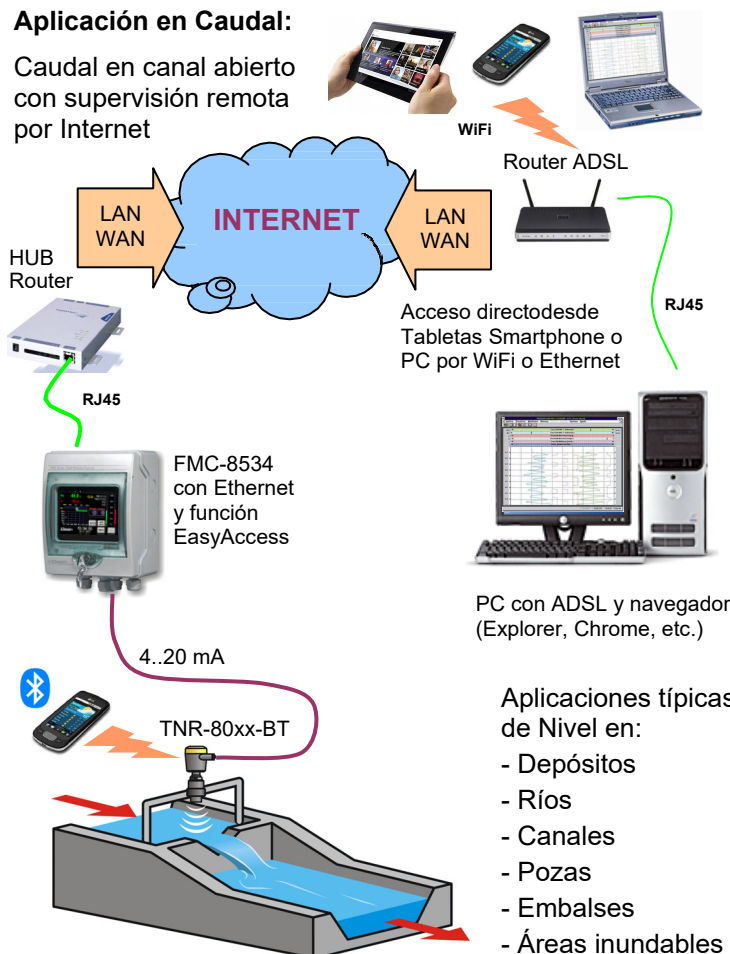 Aplicación en Caudal:
Caudal en canal abierto
con supervisión remota
por Internet
WiFi
Router ADSL
LAN
WAN
INTERNET
LAN
WAN
HUB
Router
RJ45
Acceso directodesde
Tabletas Smartphone o
PC por WiFi o Ethernet
RJ45
FMC-8534
con Ethernet
y función
EasyAccess
PC con ADSL y navegador
(Explorer, Chrome, etc.)
4..20 mA
TNR-80xx-BT
Aplicaciones típicas
de Nivel en:
- Depósitos
- Ríos
- Canales
- Pozas
- Embalses
- Áreas inundables